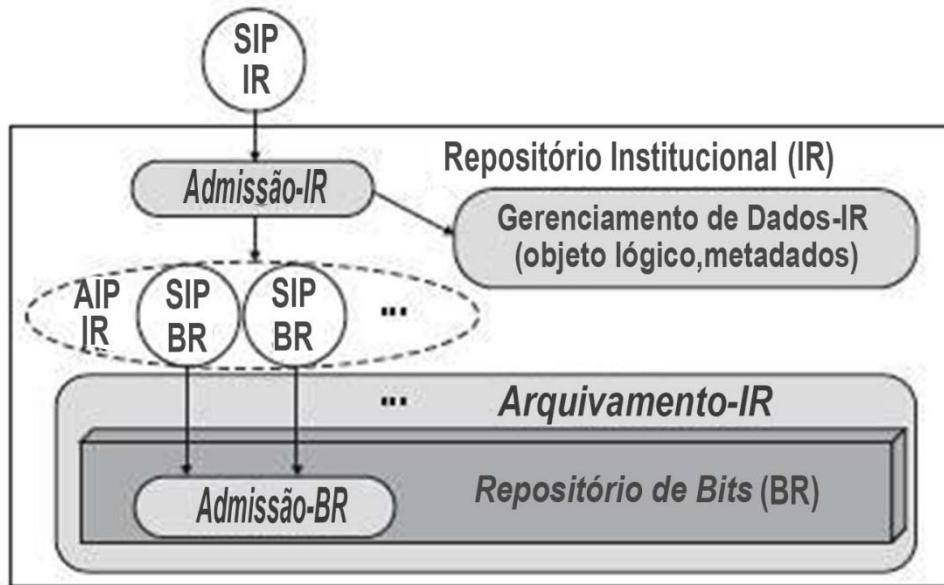 SIP
IR
Repositório Institucional (IR)
Admissão-IR
Gerenciamento de Dados-IR
(objeto lógico,metadados)
AIP
IR
SIP
BR
SIP
BR
...
...
Arquivamento-IR
Repositório de Bits (BR)
Admissão-BR